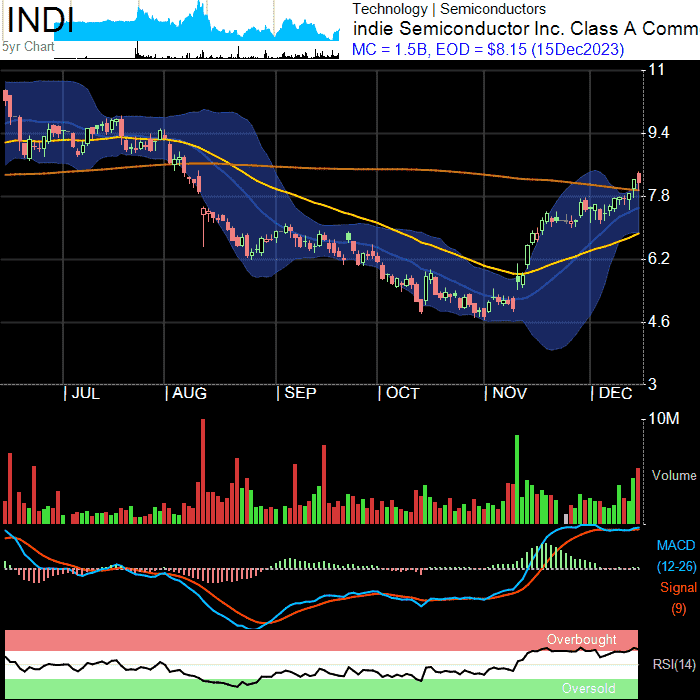 INDI
5yr Chart
Technology | Semiconductors
indie Semiconductor Inc. Class A Comm
MC = 1.5B, EOD = $8.15 (15Dec2023)
11
9.4
7.8
6.2
4.6
3
| JUL | AUG | SEP | OCT | NOV | DEC
10M
Volume
MACD
(12-26)
Signal
(9)
Overbought
RSI(14)
Oversold